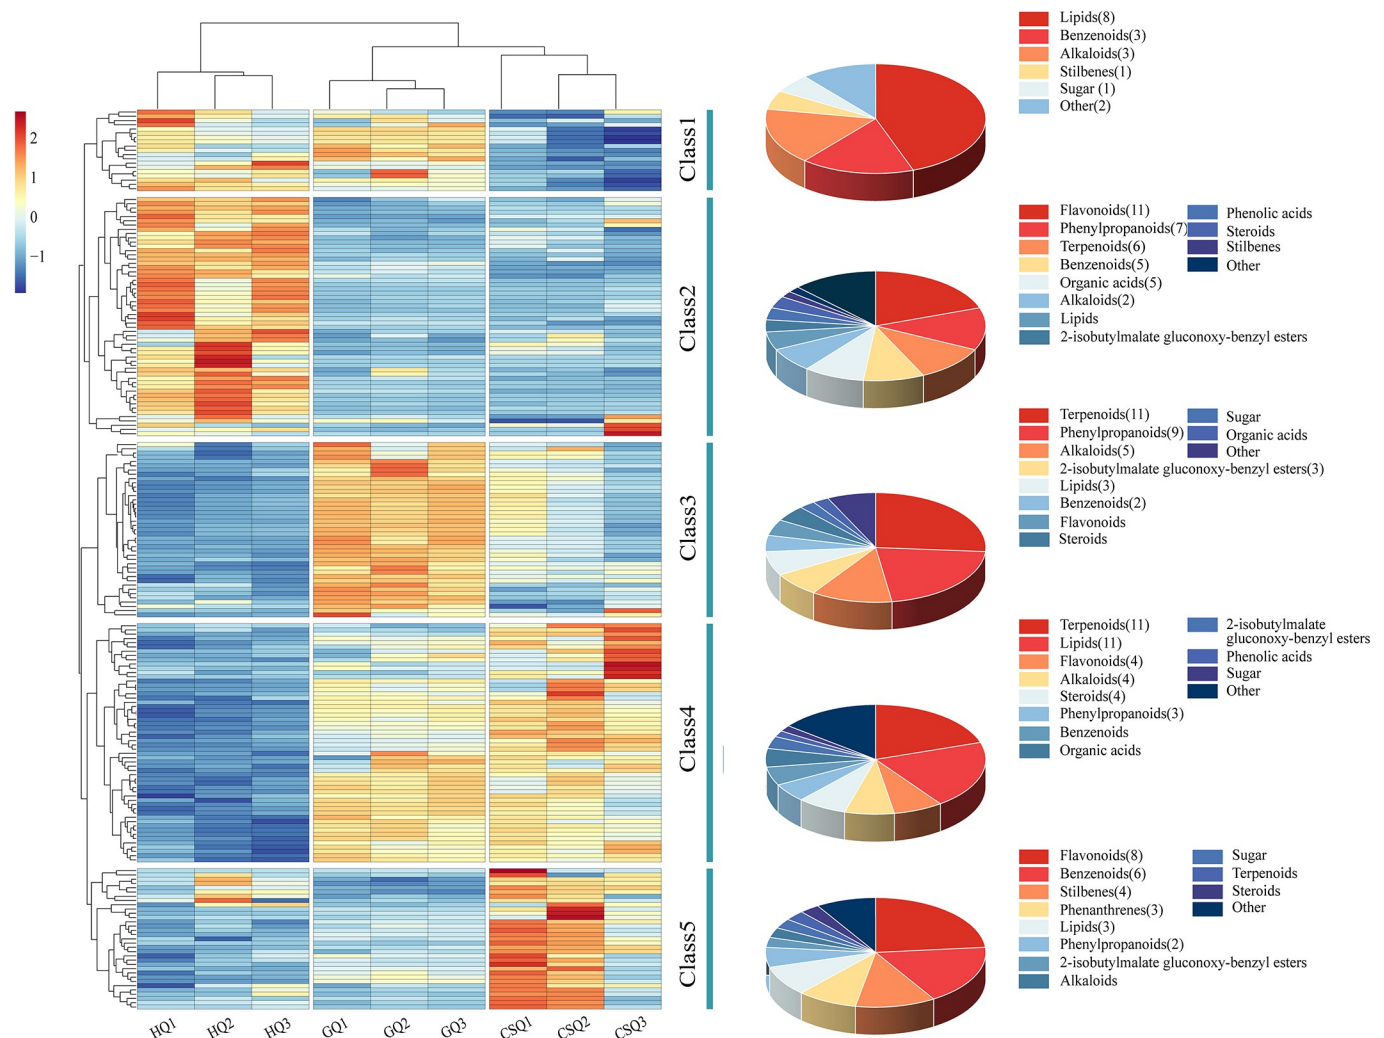 2
1
0
−1
Class1
Class2
Class3
Class4
Class5
HQ1
HQ2
HQ3
GQ1
GQ2
GQ3
CSQ1
CSQ2
CSQ3
Lipids(8)
Benzenoids(3)
Alkaloids(3)
Stilbenes(1)
Sugar (1)
Other(2)
Flavonoids(11)
Phenylpropanoids(7)
Terpenoids(6)
Benzenoids(5)
Organic acids(5)
Alkaloids(2)
Lipids
2-isobutylmalate gluconoxy-benzyl esters
Phenolic acids
Steroids
Stilbenes
Other
Terpenoids(11)
Phenylpropanoids(9)
Alkaloids(5)
2-isobutylmalate gluconoxy-benzyl esters(3)
Lipids(3)
Benzenoids(2)
Flavonoids
Steroids
Sugar
Organic acids
Other
Terpenoids(11)
Lipids(11)
Flavonoids(4)
Alkaloids(4)
Steroids(4)
Phenylpropanoids(3)
Benzenoids
Organic acids
2-isobutylmalate
gluconoxy-benzyl esters
Phenolic acids
Sugar
Other
Flavonoids(8)
Benzenoids(6)
Stilbenes(4)
Phenanthrenes(3)
Lipids(3)
Phenylpropanoids(2)
2-isobutylmalate gluconoxy-benzyl esters
Alkaloids
Sugar
Terpenoids
Steroids
Other